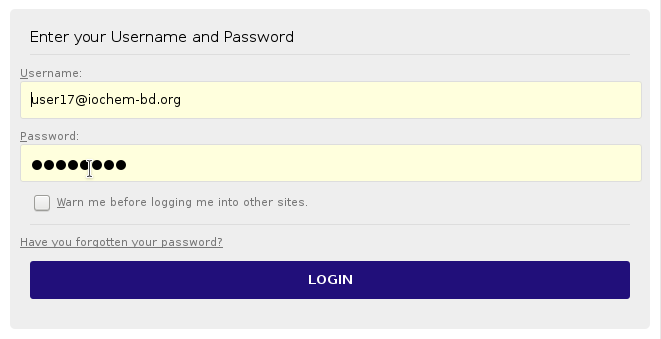 Enter your Username and Password
Username:
user17@iochem-bd.org
Password:
●●●●●●●●
Warn me before logging me into other sites.
Have you forgotten your password?
LOGIN